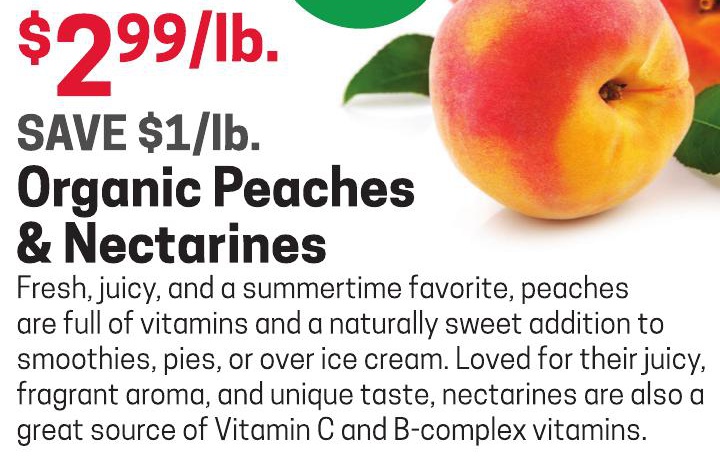 $2.99/lb.
SAVE $1/lb.
Organic Peaches
& Nectarines
Fresh, juicy, and a summertime favorite, peaches
are full of vitamins and a naturally sweet addition to
smoothies, pies, or over ice cream. Loved for their juicy,
fragrant aroma, and unique taste, nectarines are also a
great source of Vitamin C and B-complex vitamins.